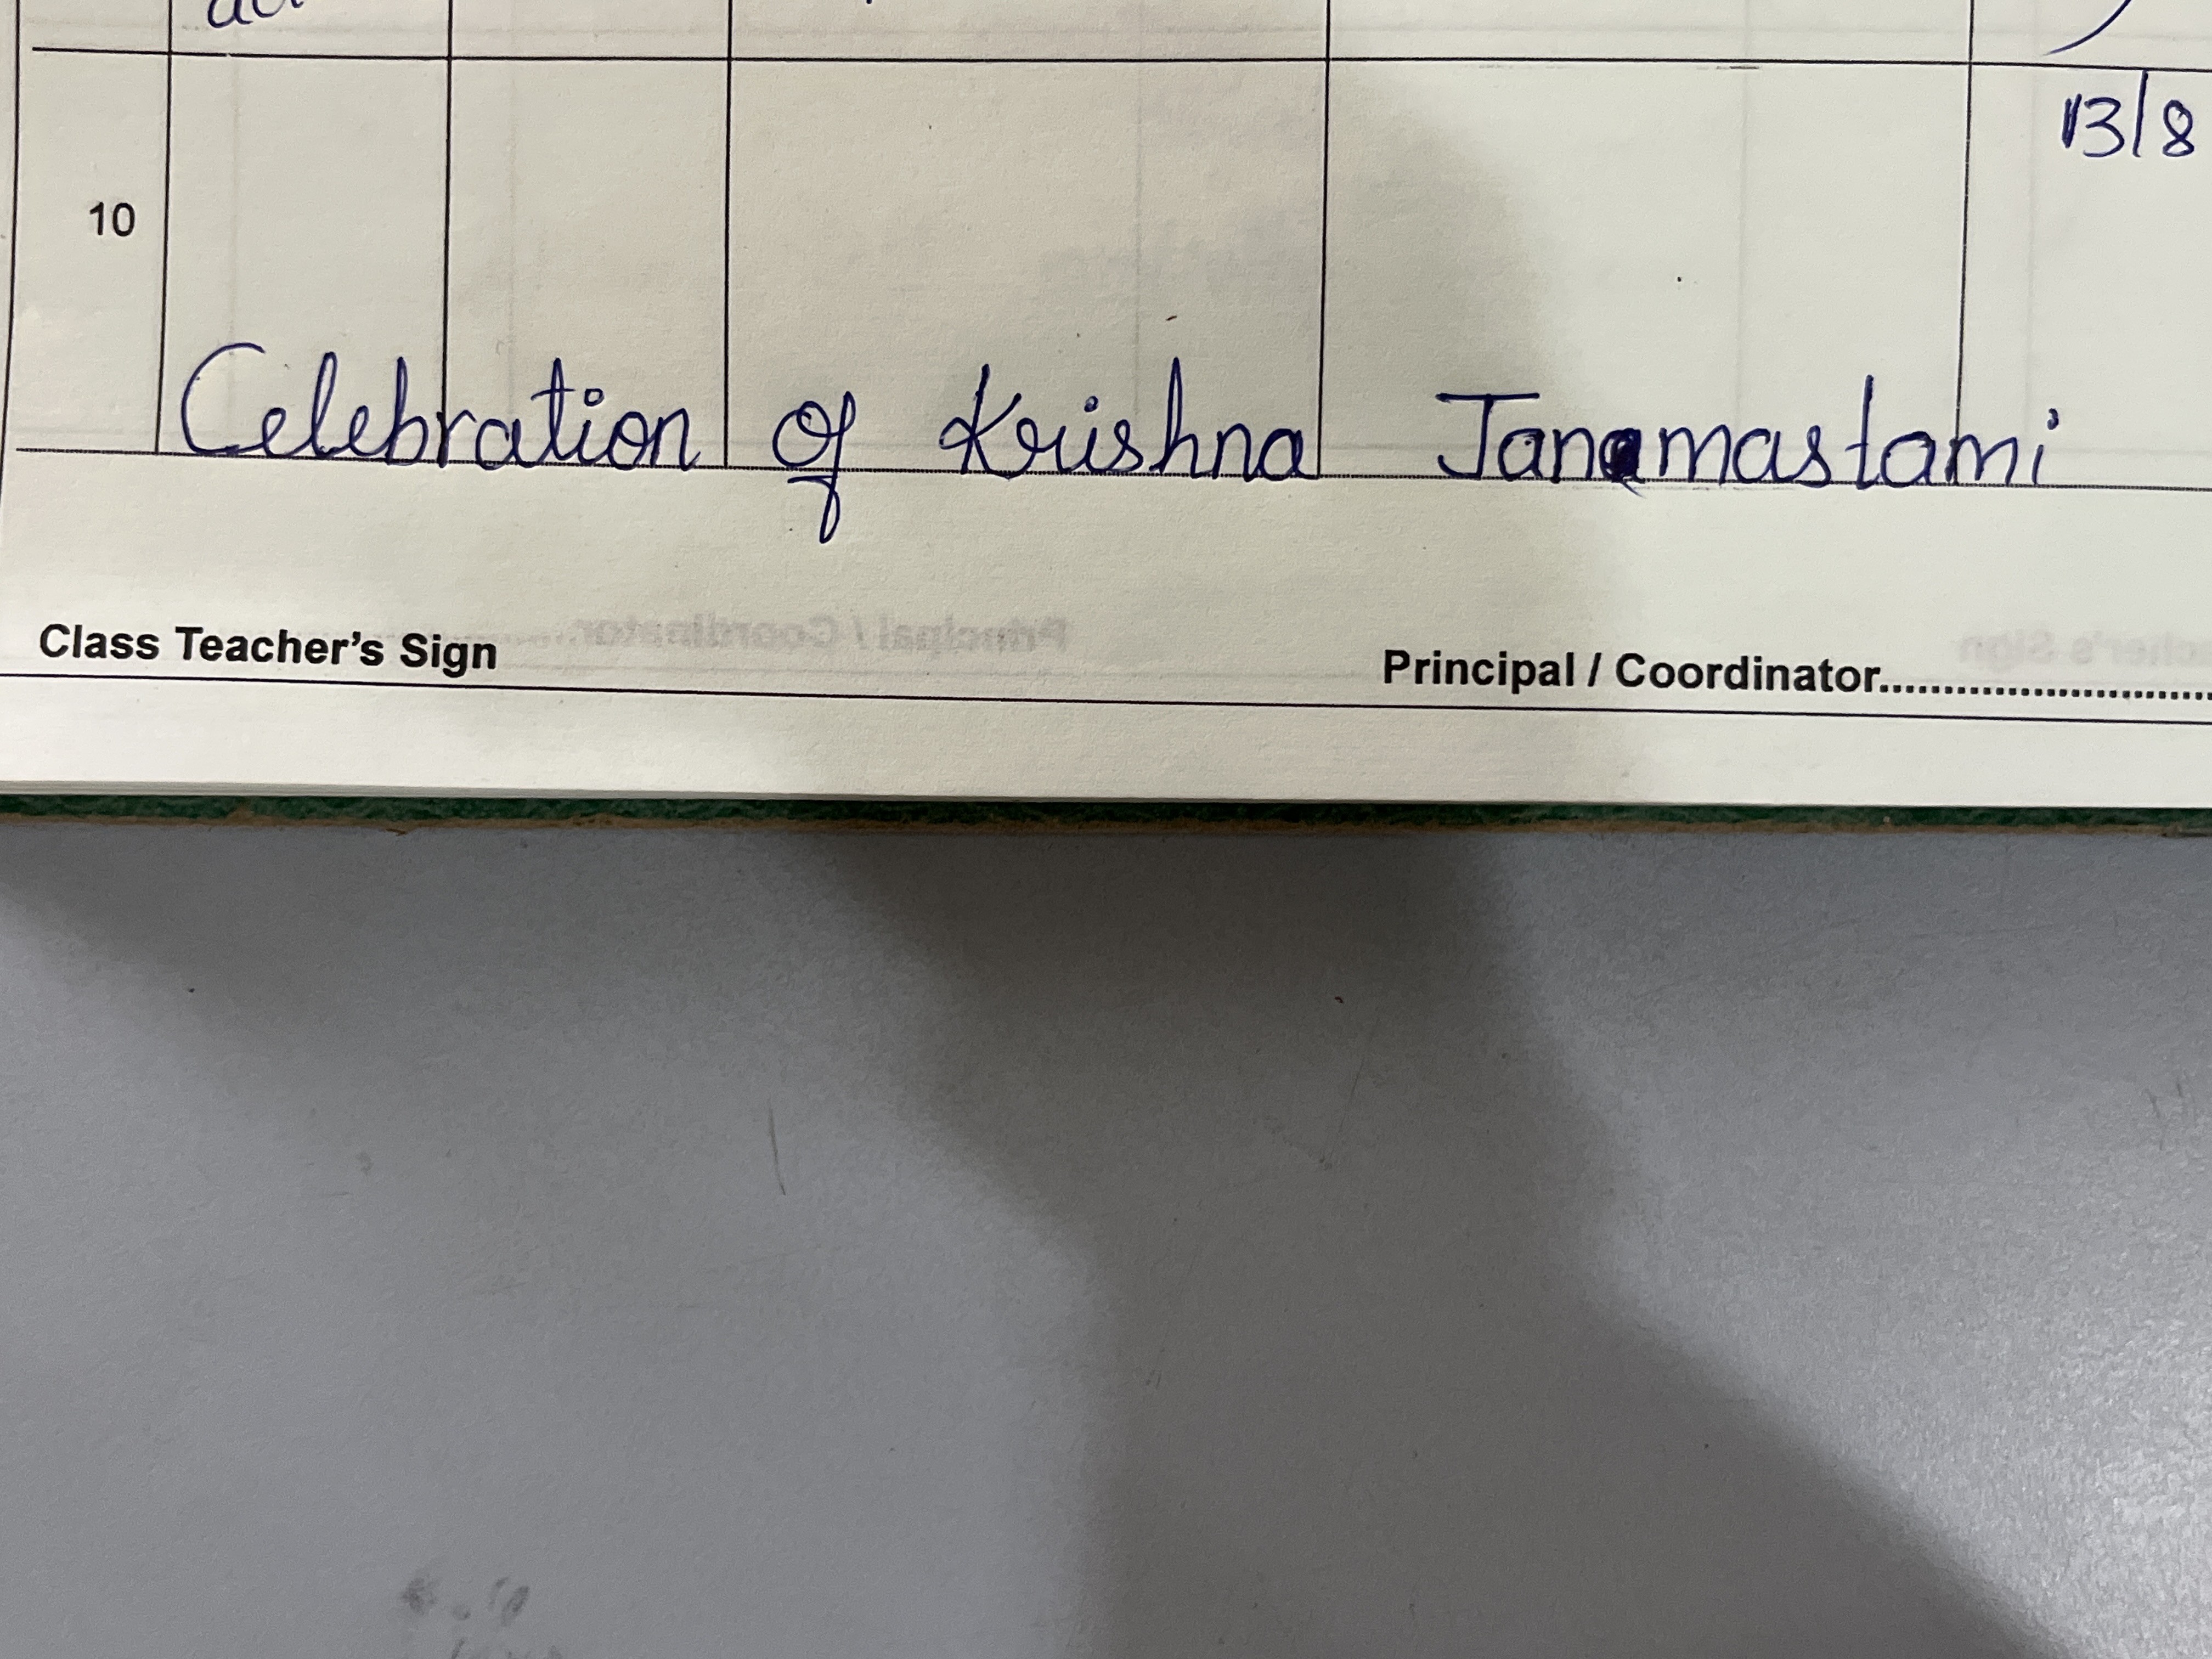 13/8
10
Celebration of Krishna Janamastami
Class Teacher's Sign
Principal / Coordinator..............................